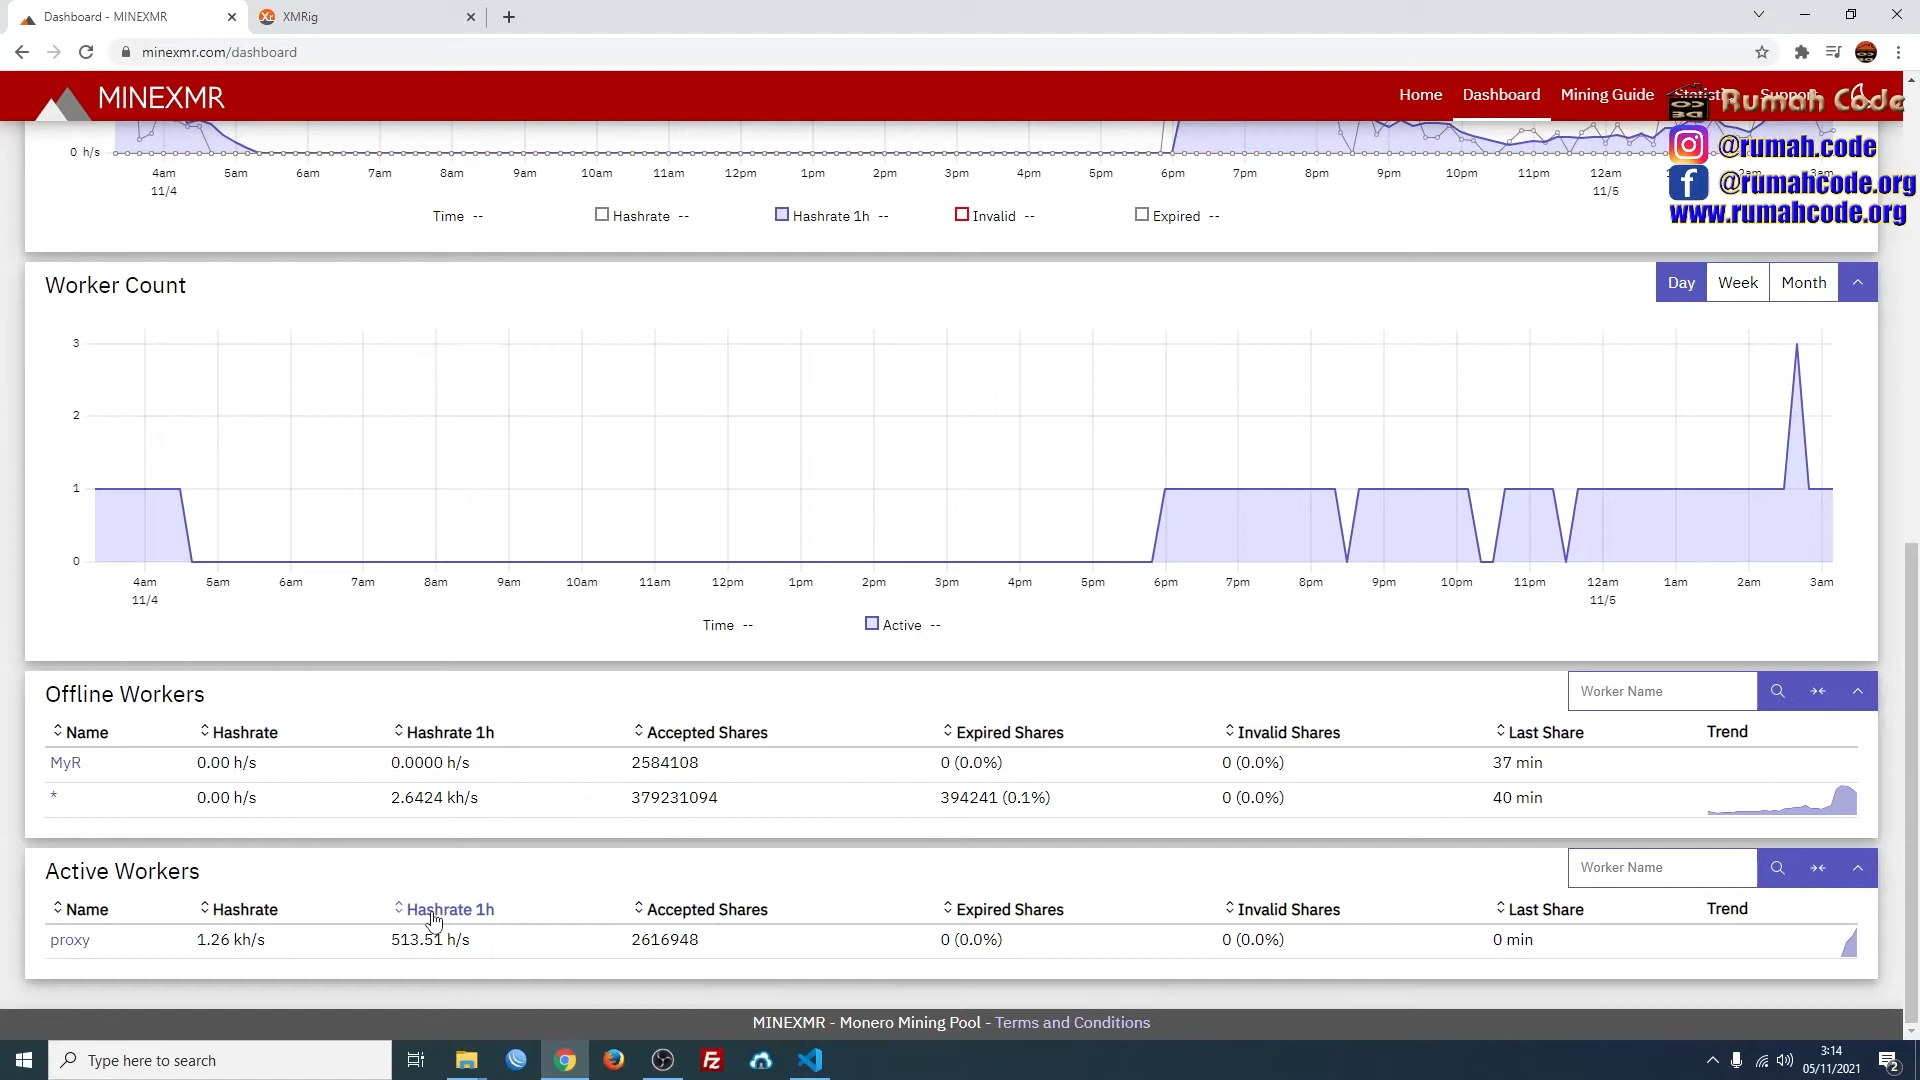 Dashboard - MINEXMR
XMRig
minexmr.com/dashboard
MINEXMR
Home Dashboard Mining Guide Statisti Support
Rumah Code
@rumah.code
@rumahcode.org
www.rumahcode.org
0 h/s
4am 5am 6am 7am 8am 9am 10am 11am 12pm 1pm 2pm 3pm 4pm 5pm 6pm 7pm 8pm 9pm 10pm 11pm 12am 2am 3am
11/4 11/5
Time -- Hashrate -- Hashrate 1h -- Invalid -- Expired --
Worker Count
Day Week Month
3
2
1
0
4am 5am 6am 7am 8am 9am 10am 11am 12pm 1pm 2pm 3pm 4pm 5pm 6pm 7pm 8pm 9pm 10pm 11pm 12am 1am 2am 3am
11/4 11/5
Time -- Active --
Offline Workers
Worker Name
Name Hashrate Hashrate 1h Accepted Shares Expired Shares Invalid Shares Last Share Trend
MyR 0.00 h/s 0.0000 h/s 2584108 0 (0.0%) 0 (0.0%) 37 min
* 0.00 h/s 2.6424 kh/s 379231094 394241 (0.1%) 0 (0.0%) 40 min
Active Workers
Worker Name
Name Hashrate Hashrate 1h Accepted Shares Expired Shares Invalid Shares Last Share Trend
proxy 1.26 kh/s 513.51 h/s 2616948 0 (0.0%) 0 (0.0%) 0 min
MINEXMR - Monero Mining Pool - Terms and Conditions
Type here to search
3:14
05/11/2021
2